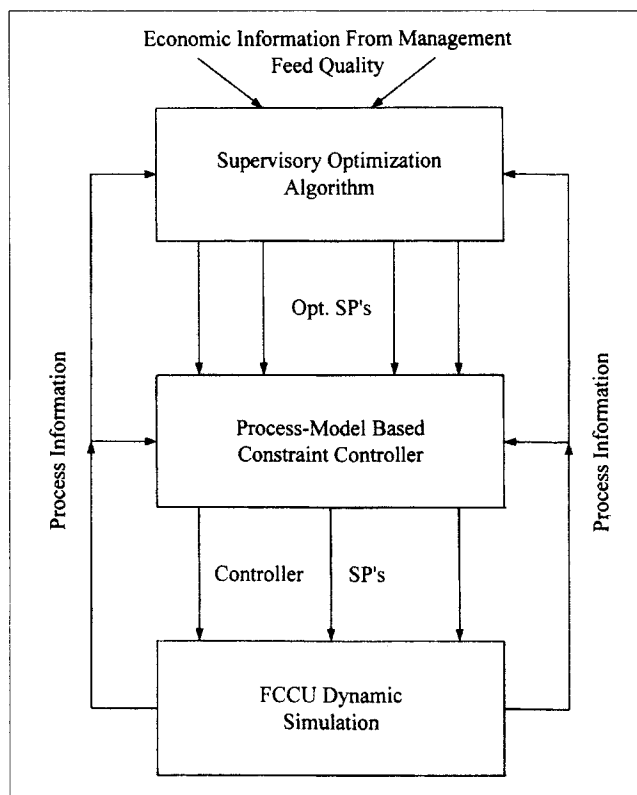 Economic Information From Management
Feed Quality
Supervisory Optimization
Algorithm
Opt. SP's
Process Information
Process Information
Process-Model Based
Constraint Controller
Controller SP's
FCCU Dynamic
Simulation